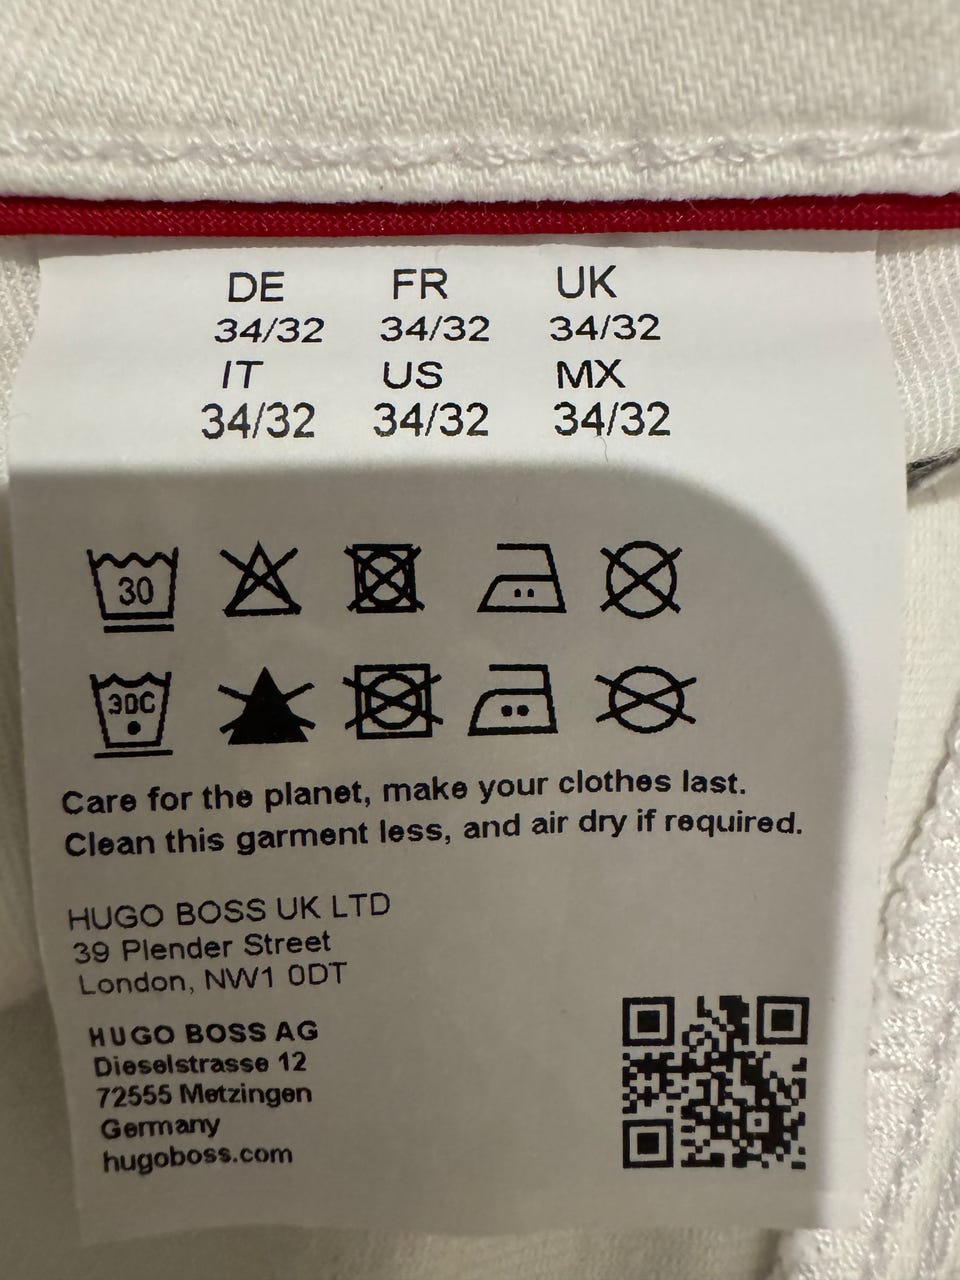 DE FR UK
34/32 34/32 34/32
IT US MX
34/32 34/32 34/32
30
30C
Care for the planet, make your clothes last.
Clean this garment less, and air dry if required.
HUGO BOSS UK LTD
39 Plender Street
London, NW1 0DT
HUGO BOSS AG
Dieselstrasse 12
72555 Metzingen
Germany
hugoboss.com